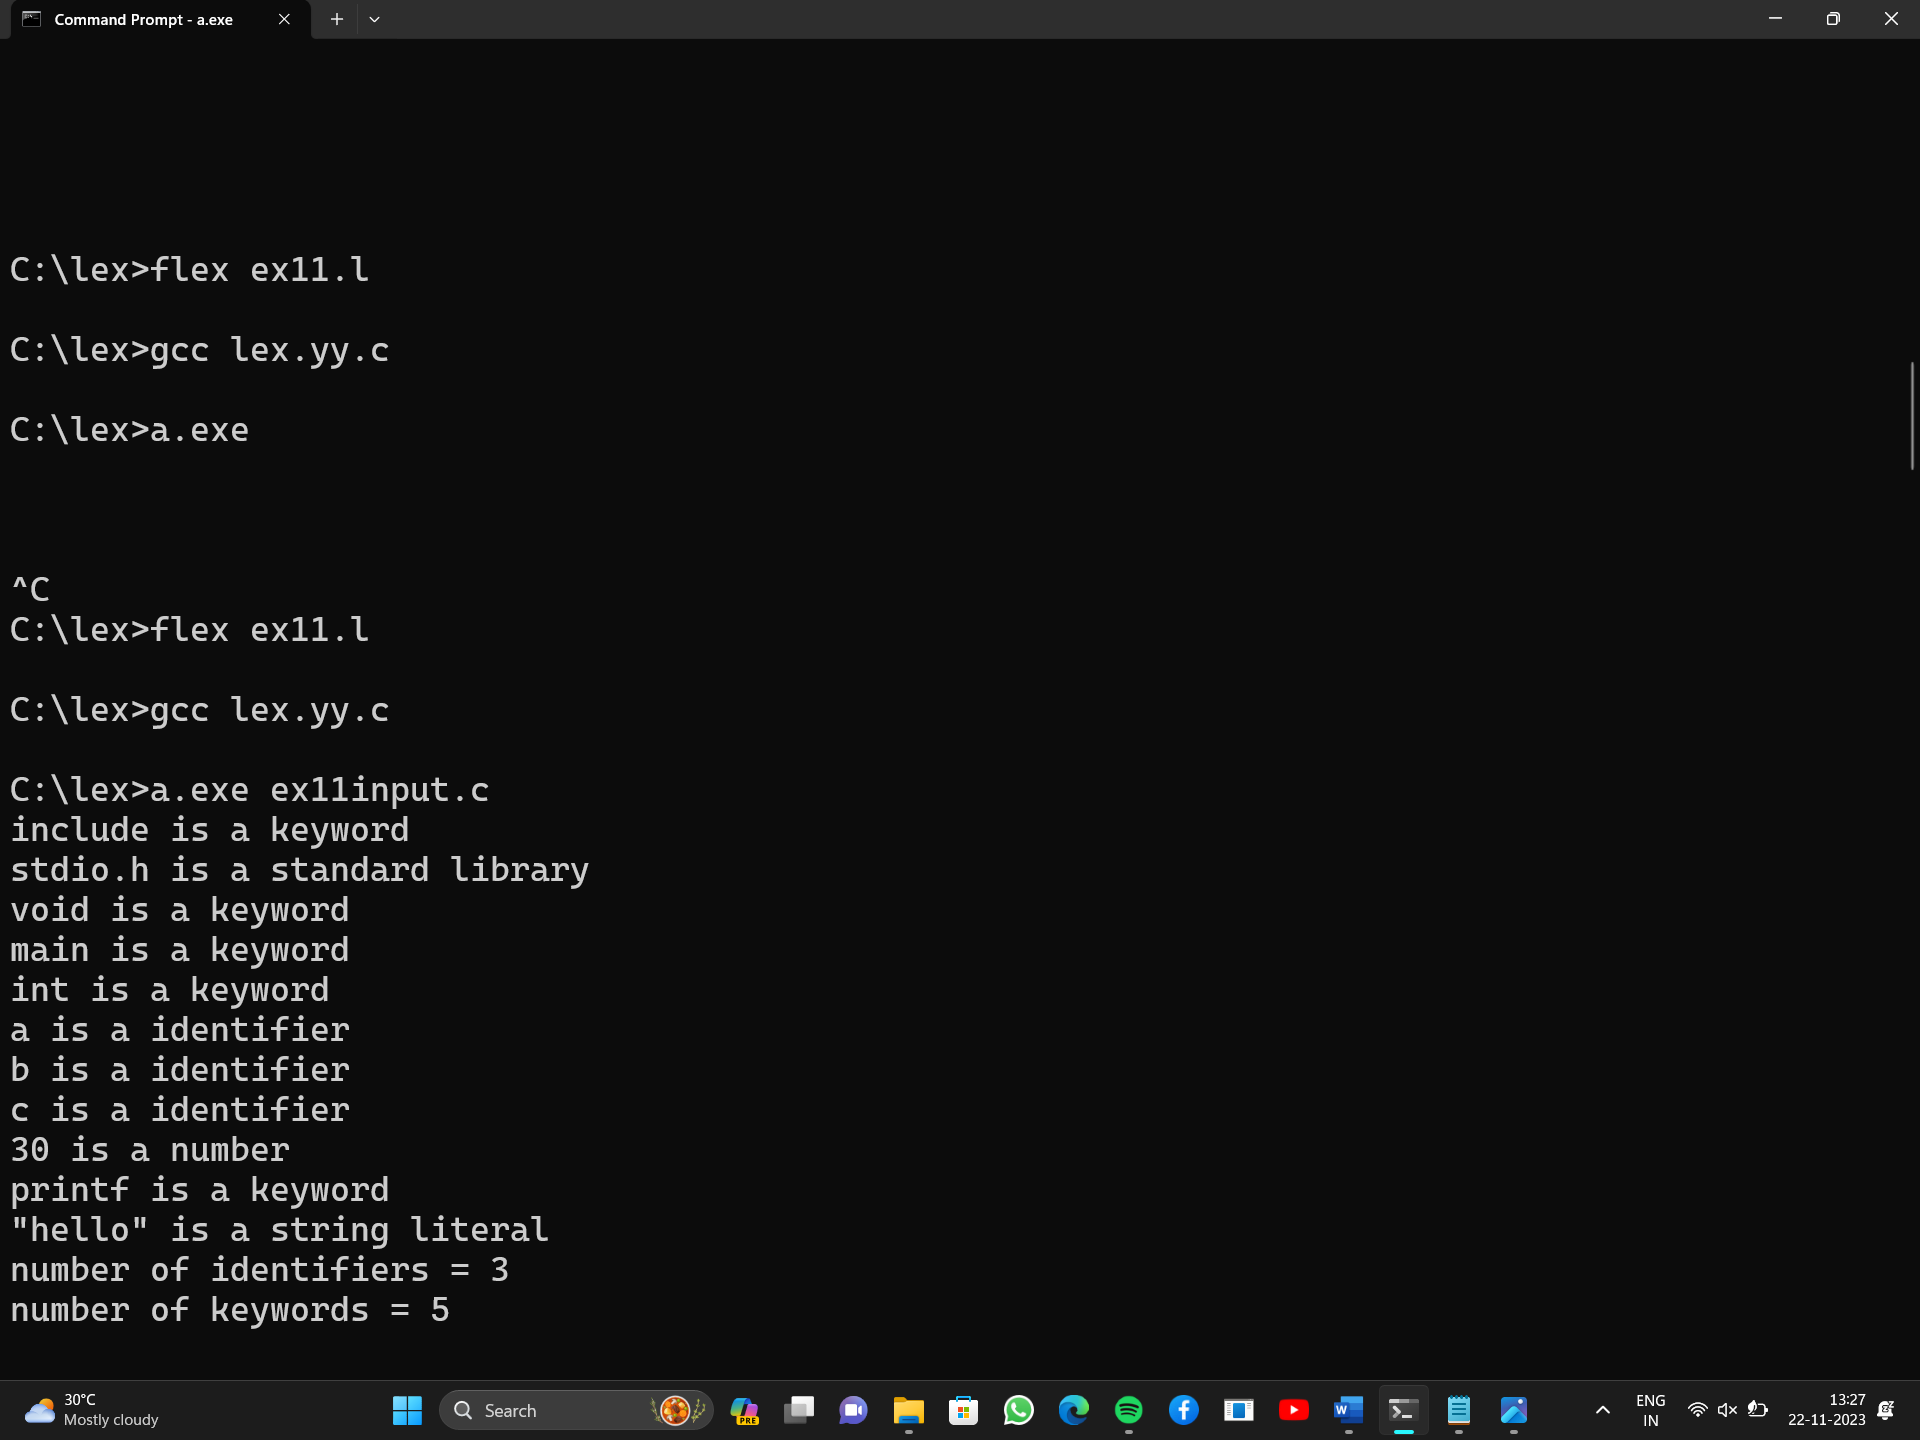 Command Prompt - a.exe
C:\lex>flex ex11.l
C:\lex>gcc lex.yy.c
C:\lex>a.exe
^C
C:\lex>flex ex11.l
C:\lex>gcc lex.yy.c
C:\lex>a.exe ex11input.c
include is a keyword
stdio.h is a standard library
void is a keyword
main is a keyword
int is a keyword
a is a identifier
b is a identifier
c is a identifier
30 is a number
printf is a keyword
"hello" is a string literal
number of identifiers = 3
number of keywords = 5
30°C
Mostly cloudy
Search
PRE
W
ENG
IN
13:27
22-11-2023